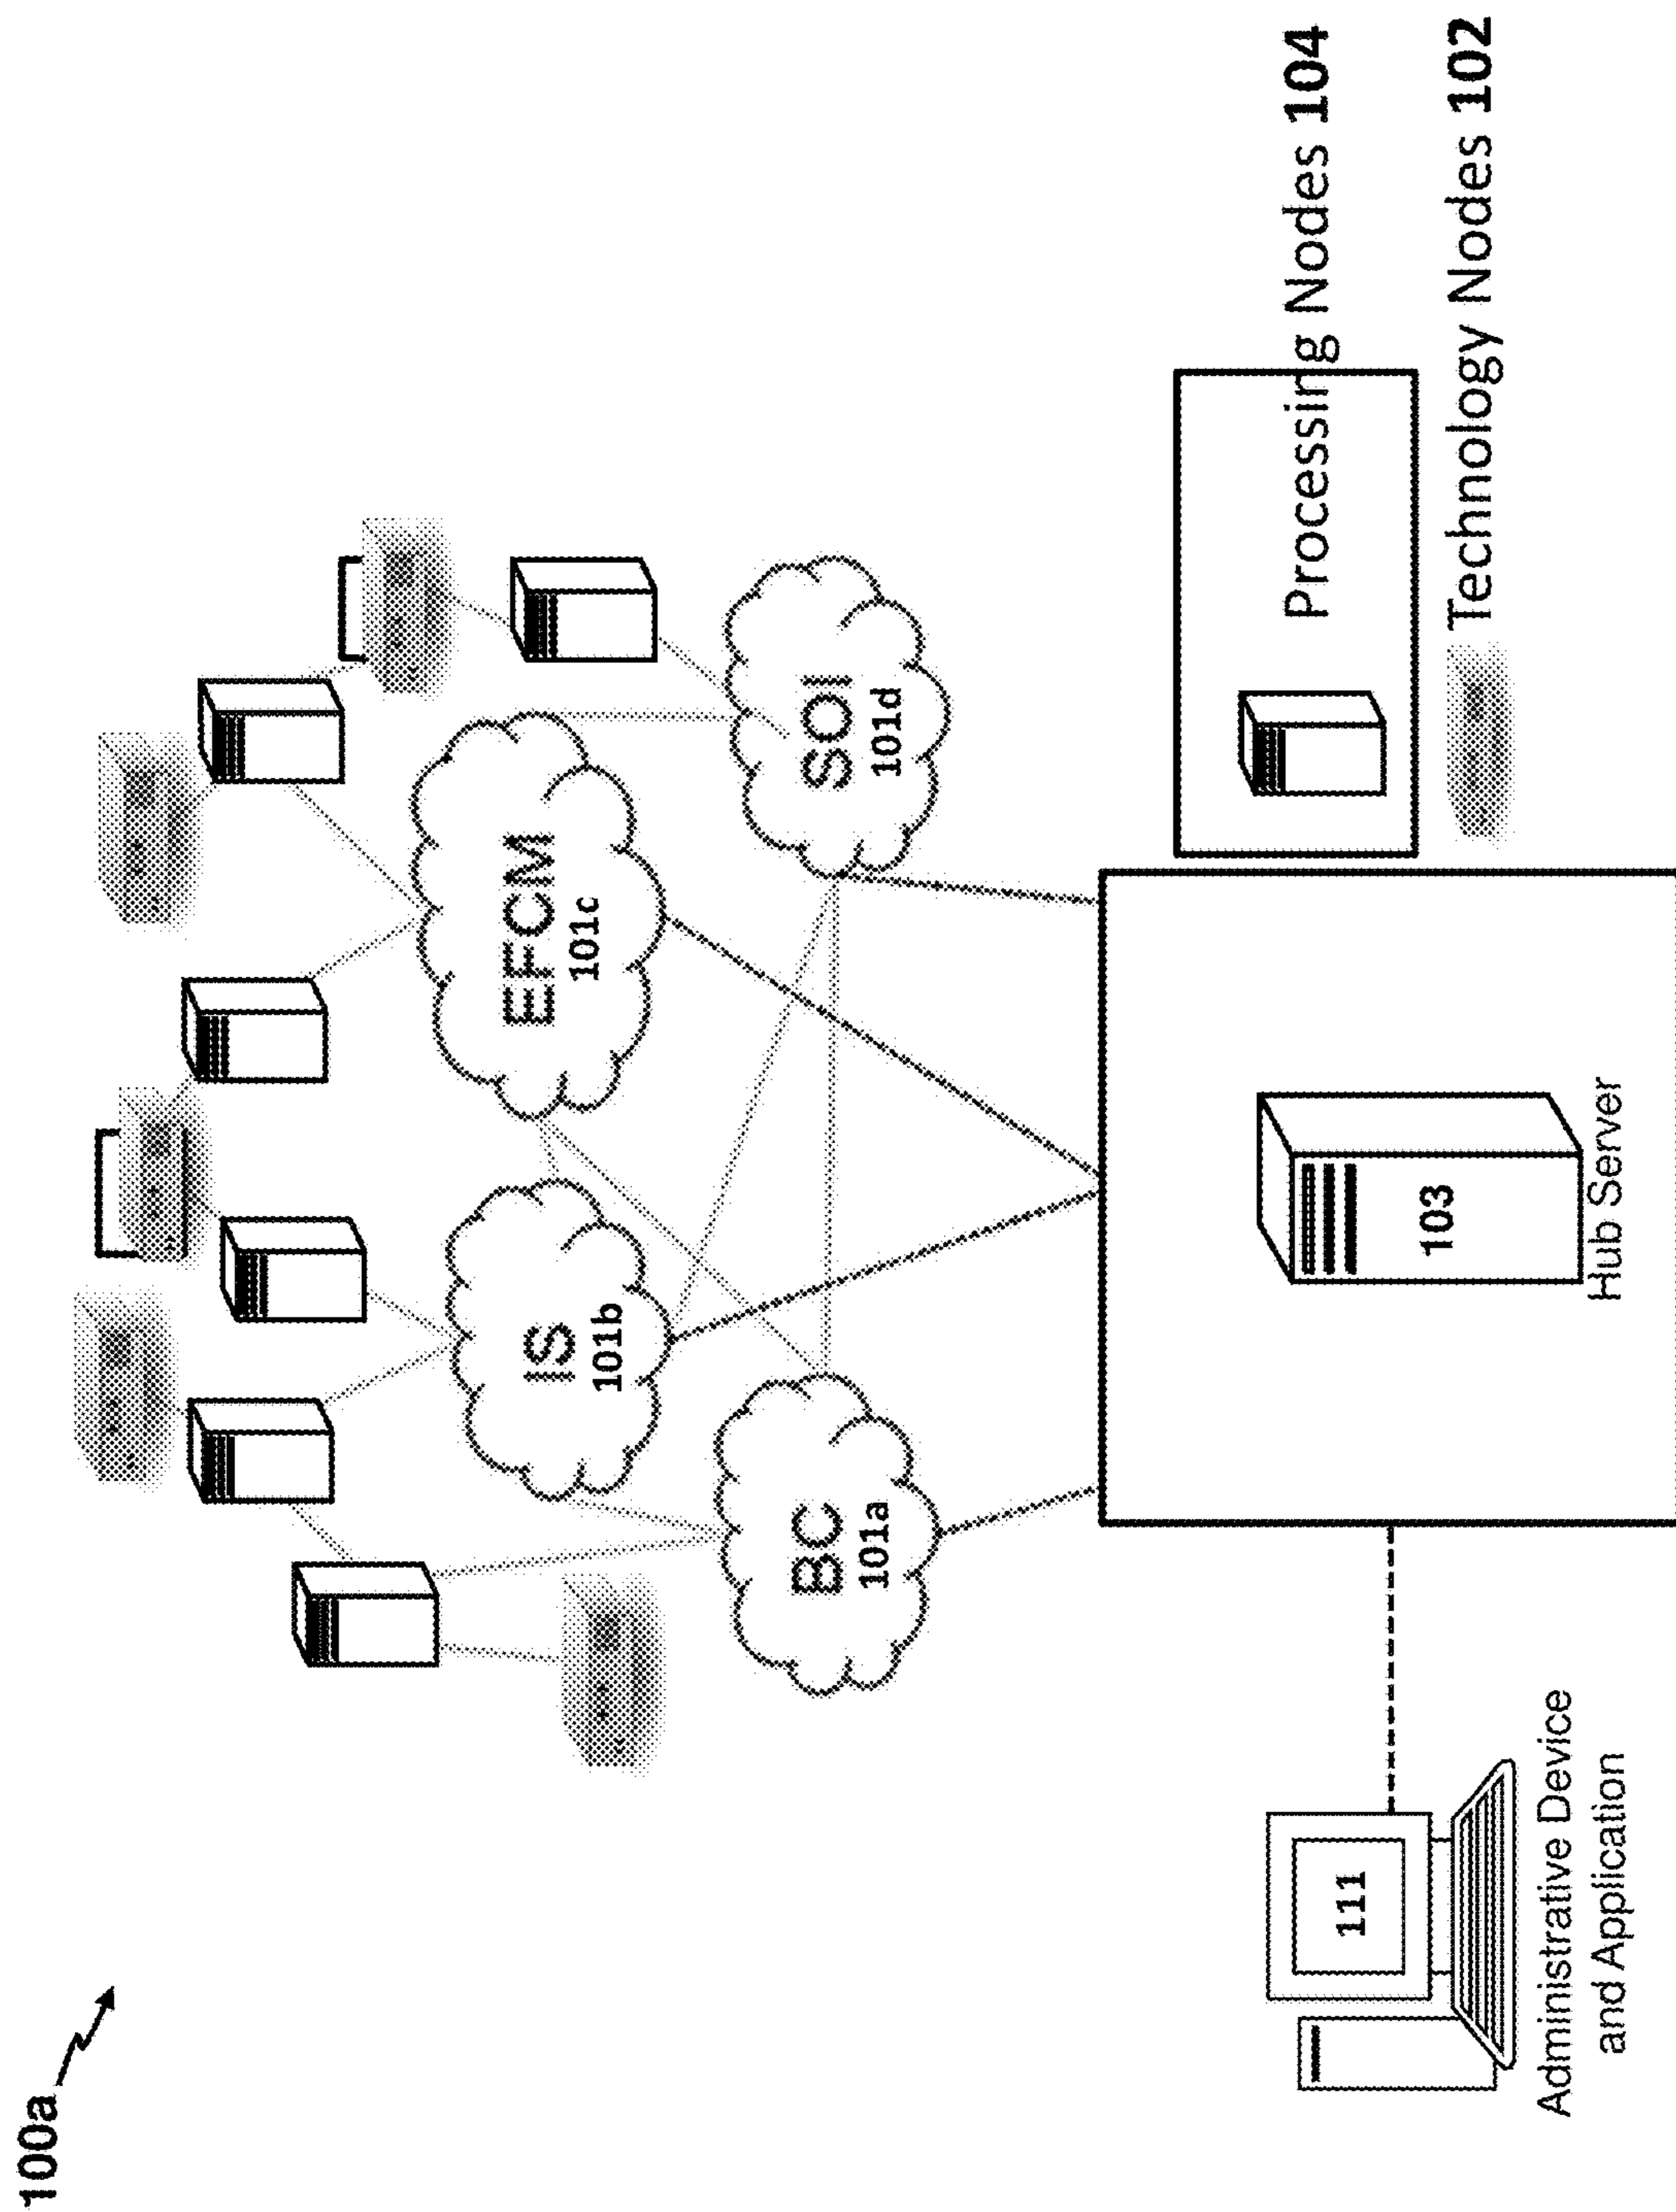 100a
EFCM
101c
IS
101b
SOI
101d
BC
101a
Processing Nodes 104
Technology Nodes 102
103
Hub Server
111
Administrative Device
and Application